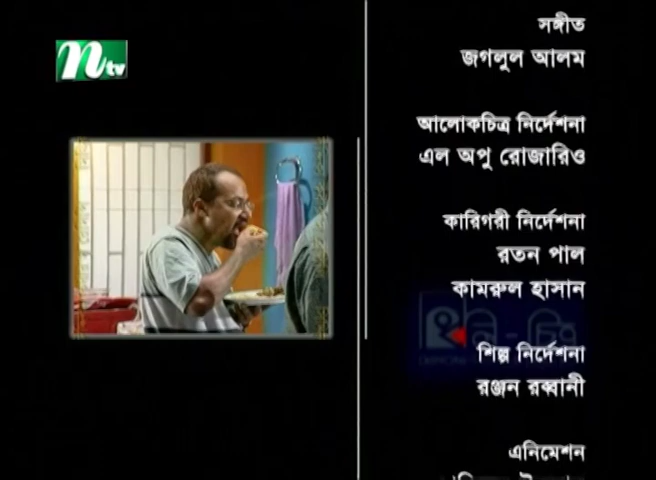 ntv
সঙ্গীত
জগলুল আলম
আলোকচিত্র নির্দেশনা
এল অপু রোজারিও
কারিগরী নির্দেশনা
রতন পাল
কামরুল হাসান
শিল্প নির্দেশনা
রঞ্জন রব্বানী
এনিমেশন